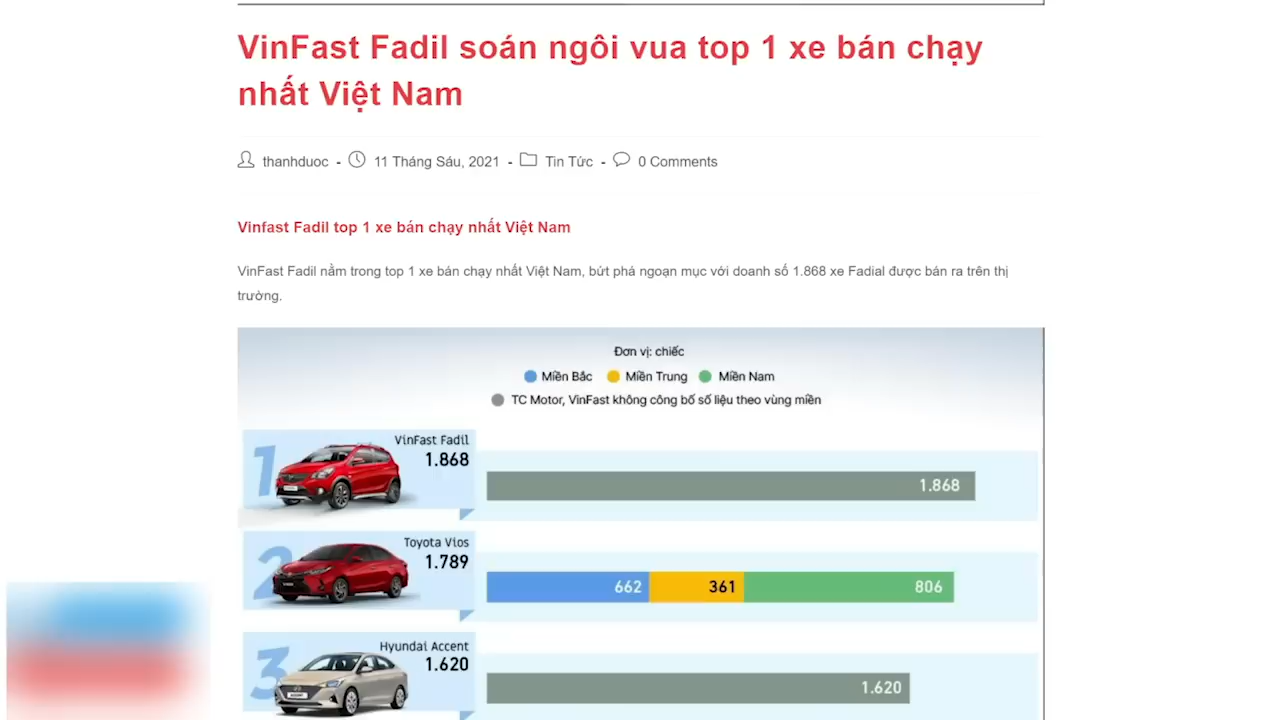 VinFast Fadil soán ngôi vua top 1 xe bán chạy
nhất Việt Nam
thanhduoc - 11 Tháng Sáu, 2021 - Tin Tức - 0 Comments
Vinfast Fadil top 1 xe bán chạy nhất Việt Nam
VinFast Fadil nằm trong top 1 xe bán chạy nhất Việt Nam, bứt phá ngoạn mục với doanh số 1.868 xe Fadial được bán ra trên thị
trường.
Đơn vị: chiếc
Miền Bắc Miền Trung Miền Nam
TC Motor, VinFast không công bố số liệu theo vùng miền
1
VinFast Fadil
1.868
1.868
2
Toyota Vios
1.789
662 361 806
3
Hyundai Accent
1.620
1.620